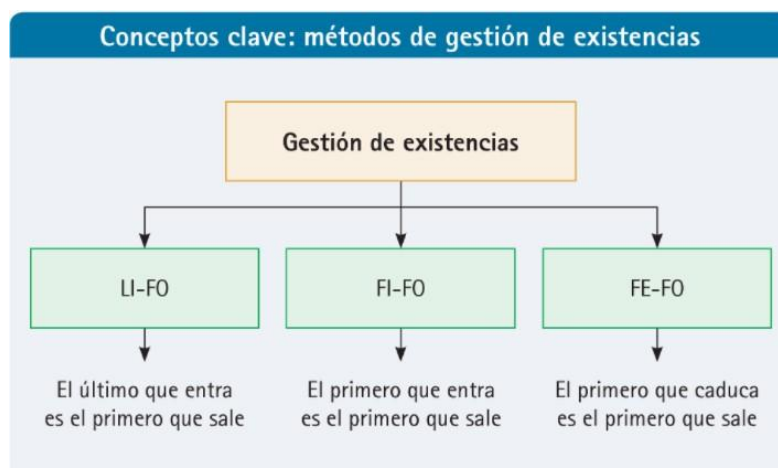 Conceptos clave: métodos de gestión de existencias
Gestión de existencias
LI-FO
FI-FO
FE-FO
El último que entra
es el primero que sale
El primero que entra
es el primero que sale
El primero que caduca
es el primero que sale